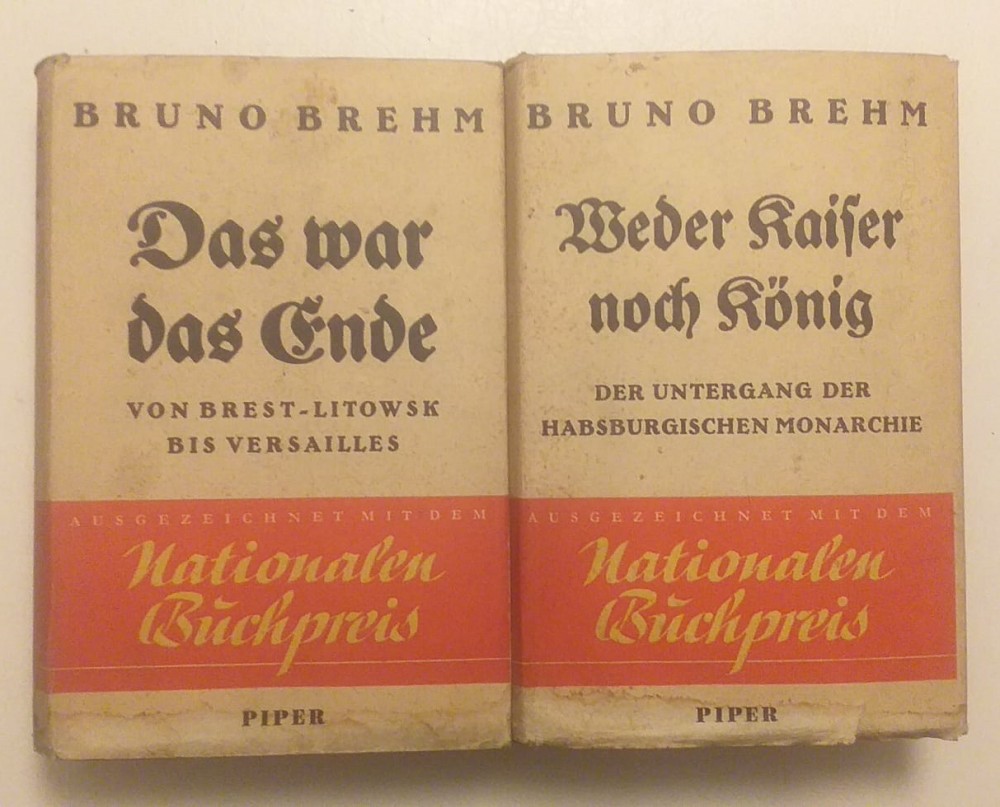 BRUNO BREHM
Das war
das Ende
VON BREST-LITOWSK
BIS VERSAILLES
AUSGEZEICHNET MIT DEM
Nationalen
Buchpreis
PIPER
BRUNO BREHM
Weder Kaiſer
noch König
DER UNTERGANG DER
HABSBURGISCHEN MONARCHIE
AUSGEZEICHNET MIT DEM
Nationalen
Buchpreis
PIPER